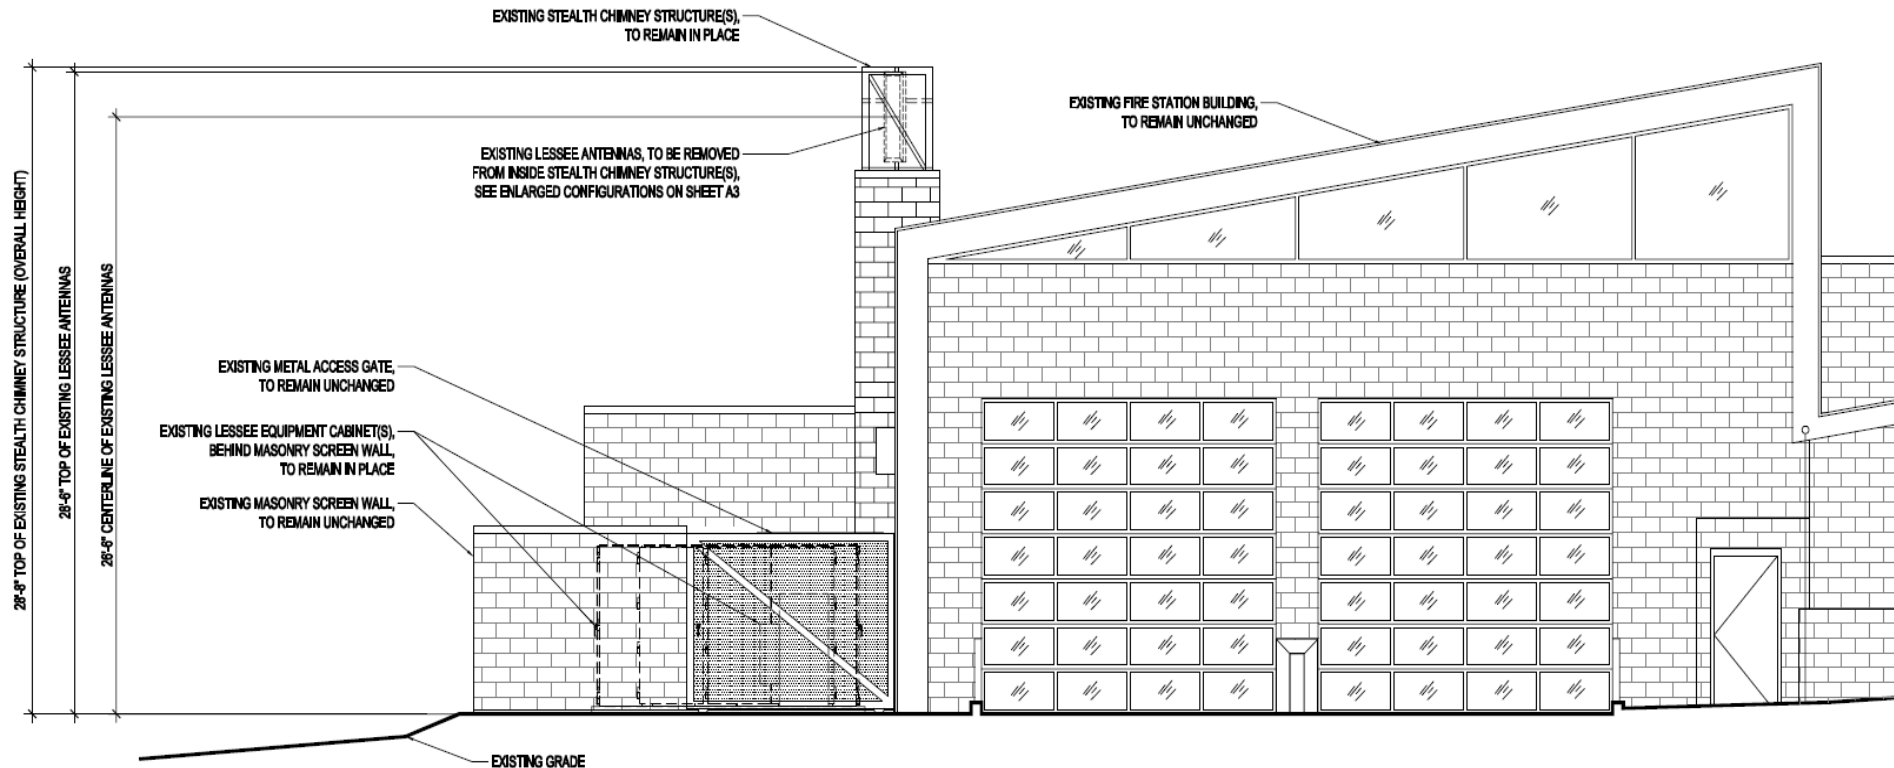 EXISTING STEALTH CHIMNEY STRUCTURE(S),
TO REMAIN IN PLACE
EXISTING FIRE STATION BUILDING,
TO REMAIN UNCHANGED
EXISTING LESSEE ANTENNAS, TO BE REMOVED
FROM INSIDE STEALTH CHIMNEY STRUCTURE(S),
SEE ENLARGED CONFIGURATIONS ON SHEET A3
28'-8" TOP OF EXISTING STEALTH CHIMNEY STRUCTURE (OVERALL HEIGHT)
28'-6" TOP OF EXISTING LESSEE ANTENNAS
26'-6" CENTERLINE OF EXISTING LESSEE ANTENNAS
EXISTING METAL ACCESS GATE,
TO REMAIN UNCHANGED
EXISTING LESSEE EQUIPMENT CABINET(S),
BEHIND MASONRY SCREEN WALL,
TO REMAIN IN PLACE
EXISTING MASONRY SCREEN WALL,
TO REMAIN UNCHANGED
EXISTING GRADE